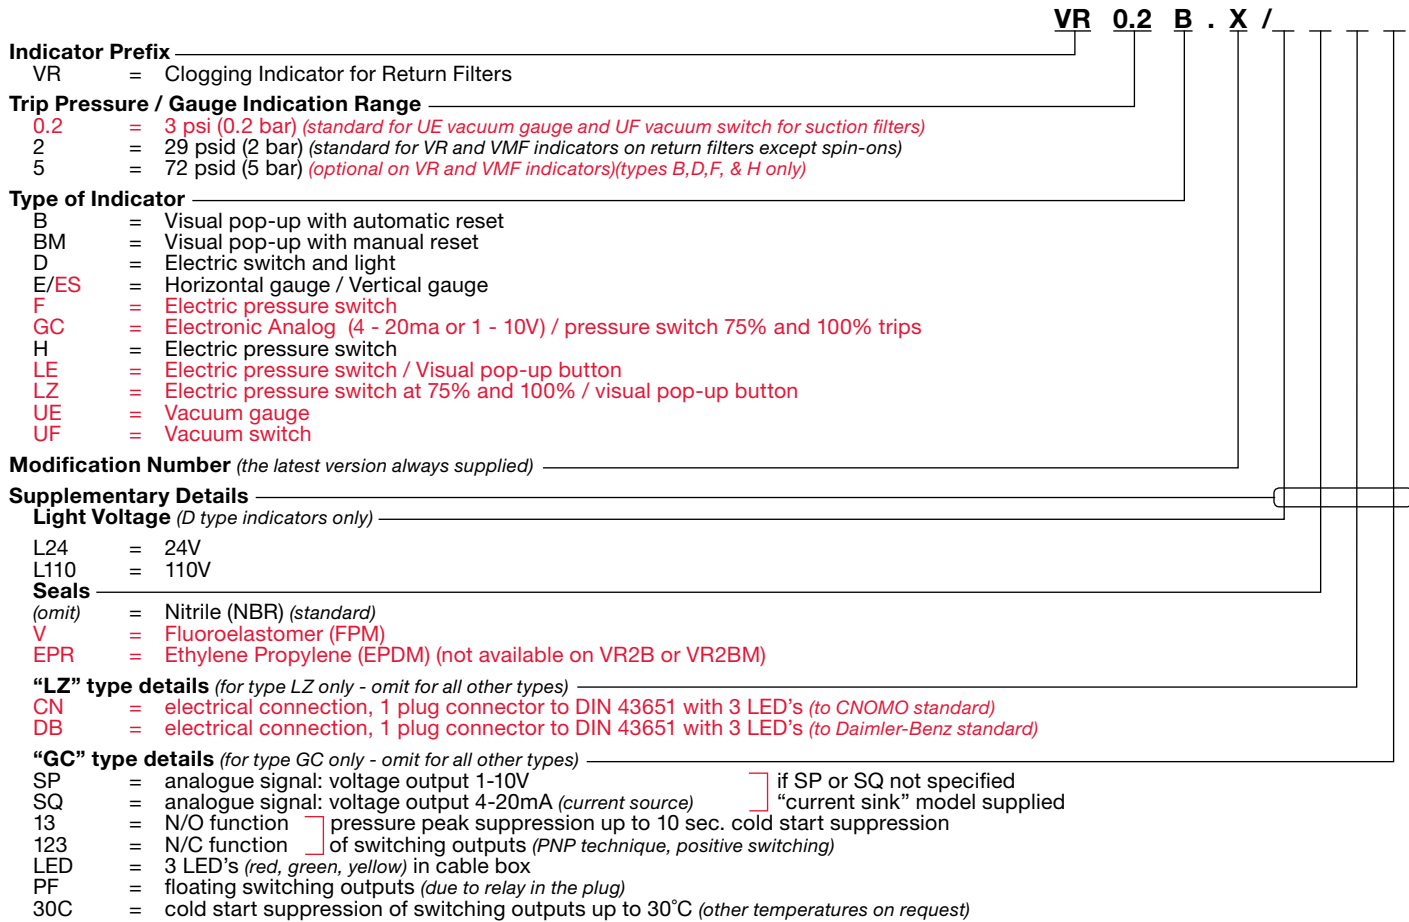 VR 0.2 B . X /
Indicator Prefix
VR = Clogging Indicator for Return Filters
Trip Pressure / Gauge Indication Range
0.2 = 3 psi (0.2 bar) (standard for UE vacuum gauge and UF vacuum switch for suction filters)
2 = 29 psid (2 bar) (standard for VR and VMF indicators on return filters except spin-ons)
5 = 72 psid (5 bar) (optional on VR and VMF indicators)(types B,D,F, & H only)
Type of Indicator
B = Visual pop-up with automatic reset
BM = Visual pop-up with manual reset
D = Electric switch and light
E/ES = Horizontal gauge / Vertical gauge
F = Electric pressure switch
GC = Electronic Analog (4 - 20ma or 1 - 10V) / pressure switch 75% and 100% trips
H = Electric pressure switch
LE = Electric pressure switch / Visual pop-up button
LZ = Electric pressure switch at 75% and 100% / visual pop-up button
UE = Vacuum gauge
UF = Vacuum switch
Modification Number (the latest version always supplied)
Supplementary Details
Light Voltage (D type indicators only)
L24 = 24V
L110 = 110V
Seals
(omit) = Nitrile (NBR) (standard)
V = Fluoroelastomer (FPM)
EPR = Ethylene Propylene (EPDM) (not available on VR2B or VR2BM)
“LZ” type details (for type LZ only - omit for all other types)
CN = electrical connection, 1 plug connector to DIN 43651 with 3 LED’s (to CNOMO standard)
DB = electrical connection, 1 plug connector to DIN 43651 with 3 LED’s (to Daimler-Benz standard)
“GC” type details (for type GC only - omit for all other types)
SP = analogue signal: voltage output 1-10V if SP or SQ not specified
SQ = analogue signal: voltage output 4-20mA (current source) “current sink” model supplied
13 = N/O function pressure peak suppression up to 10 sec. cold start suppression
123 = N/C function of switching outputs (PNP technique, positive switching)
LED = 3 LED’s (red, green, yellow) in cable box
PF = floating switching outputs (due to relay in the plug)
30C = cold start suppression of switching outputs up to 30˚C (other temperatures on request)